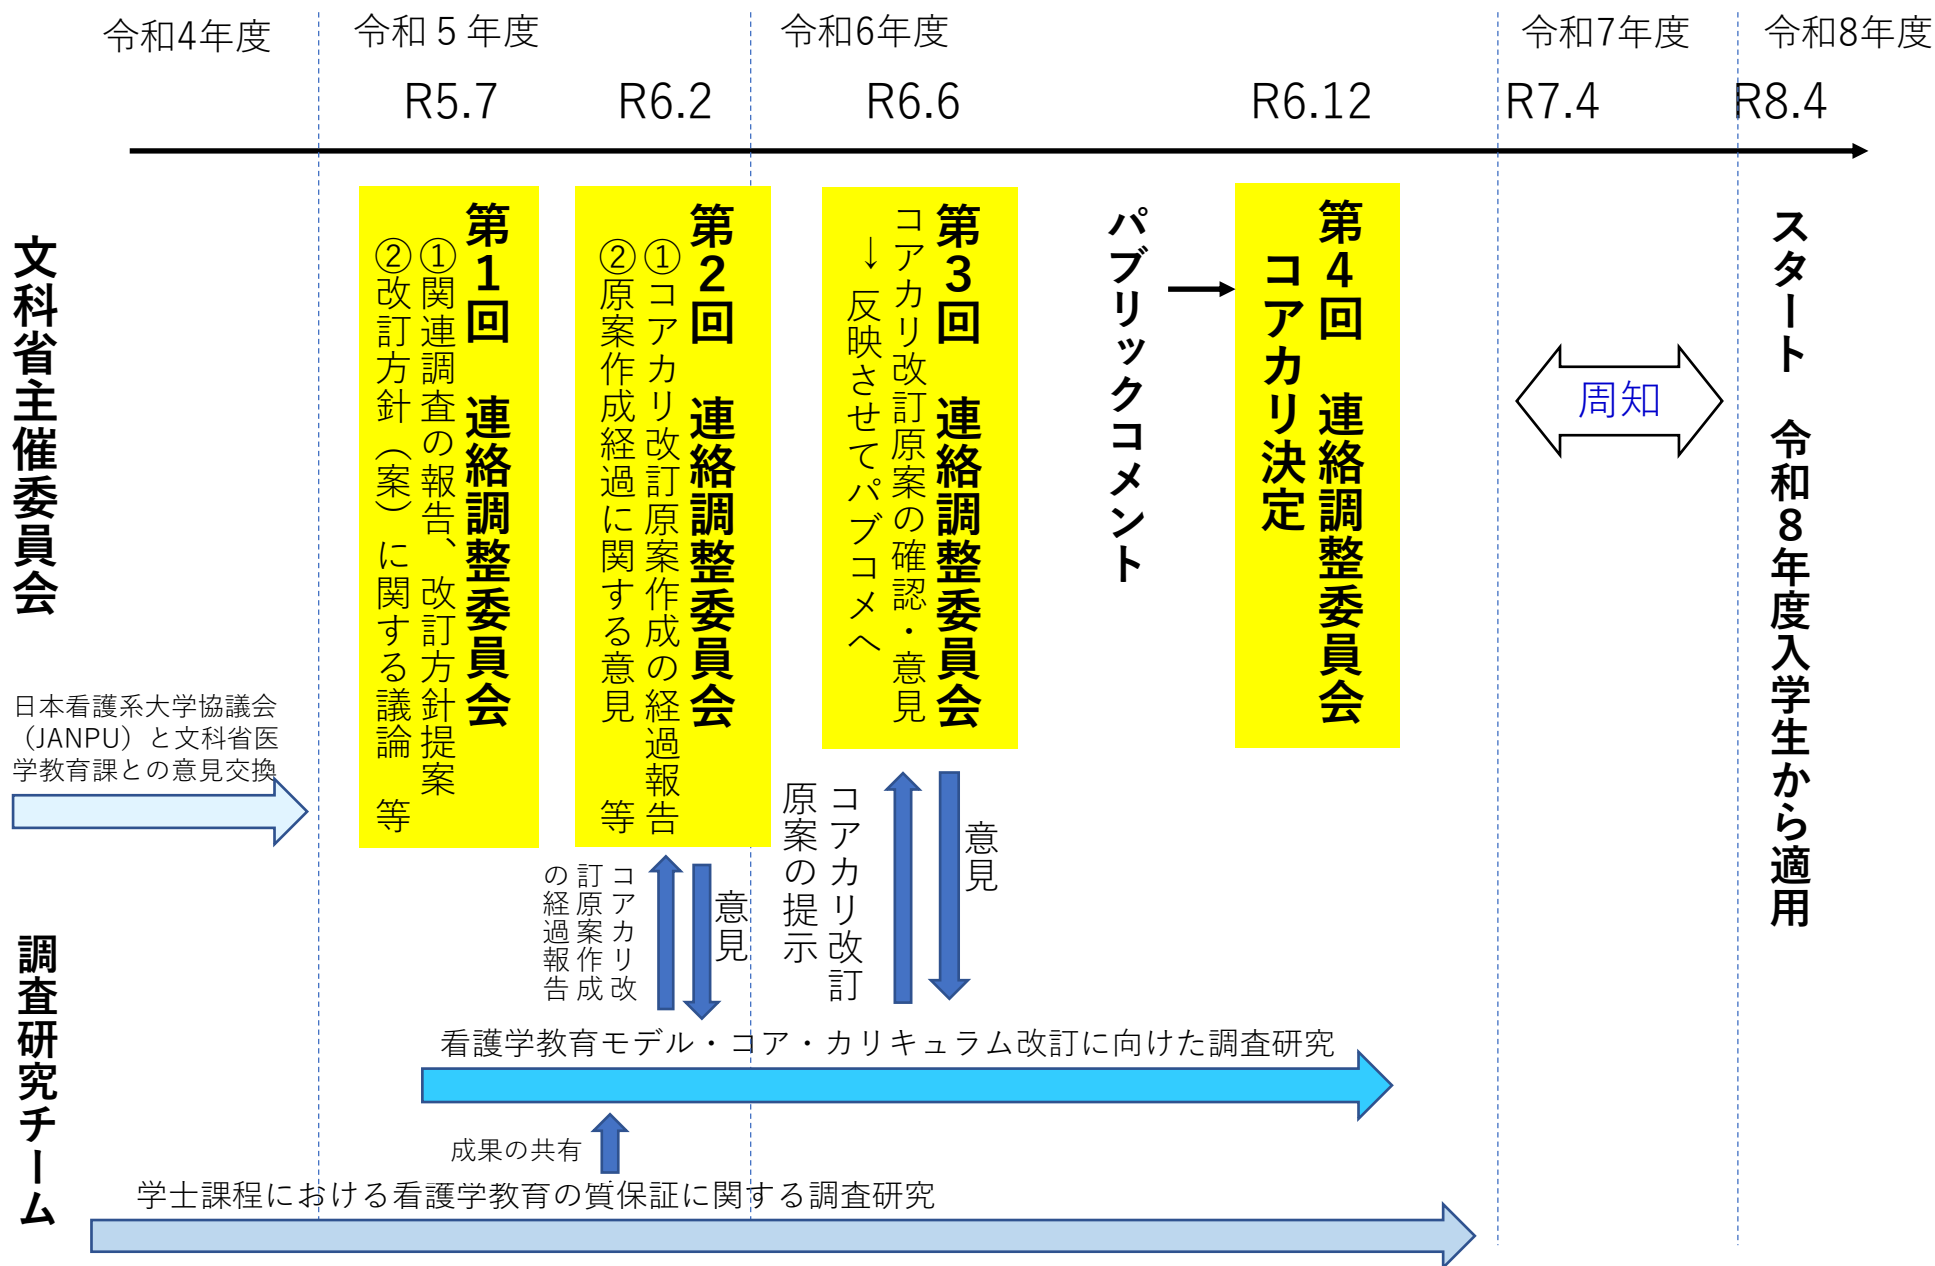 令和4年度
令和５年度
令和6年度
令和7年度
令和8年度
R5.7
R6.2
R6.6
R6.12
R7.4
R8.4
文科省主催委員会
第１回　連絡調整委員会
①関連調査の報告、改訂方針提案
②改訂方針（案）に関する議論　等
第２回　連絡調整委員会
①コアカリ改訂原案作成の経過報告
②原案作成経過に関する意見　　等
第３回　連絡調整委員会
コアカリ改訂原案の確認・意見
→反映させてパブコメへ
パブリックコメント
第４回　連絡調整委員会
コアカリ決定
周知
スタート　令和８年度入学生から適用
日本看護系大学協議会
（JANPU）と文科省医
学教育課との意見交換
コアカリ改
訂原案作成
の経過報告
意見
コアカリ改訂
原案の提示
意見
調査研究チーム
看護学教育モデル・コア・カリキュラム改訂に向けた調査研究
成果の共有
学士課程における看護学教育の質保証に関する調査研究